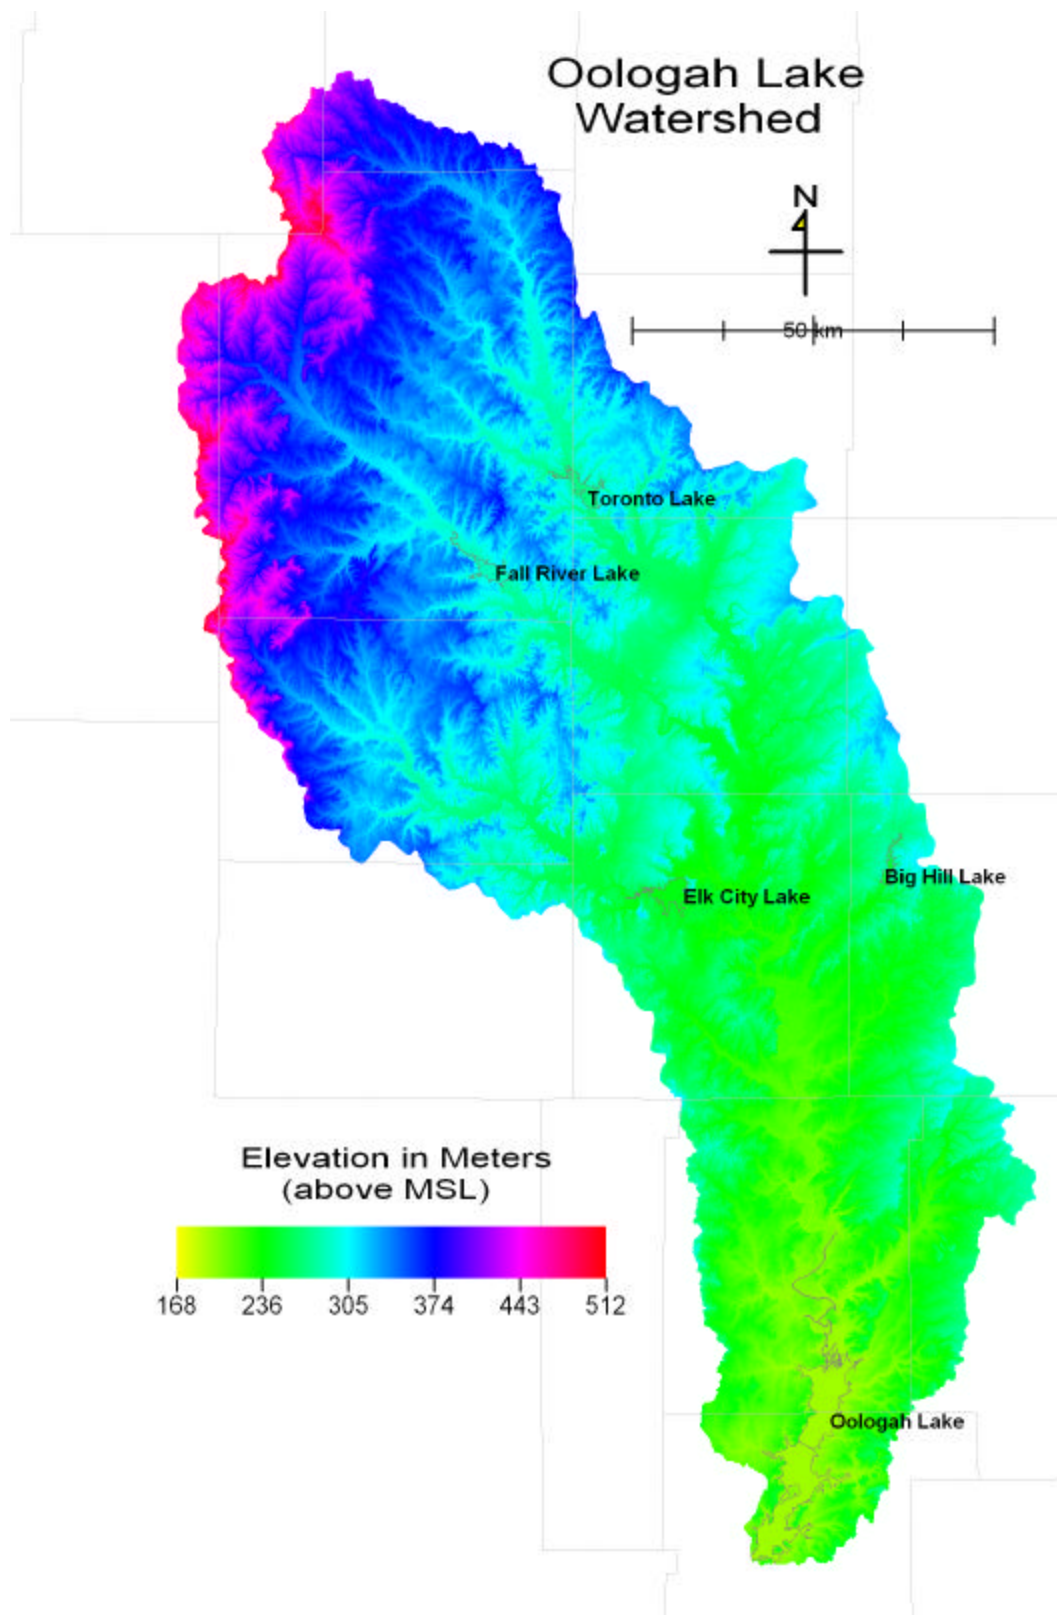 Oologah Lake
Watershed
N
50 km
Toronto Lake
Fall River Lake
Big Hill Lake
Elk City Lake
Elevation in Meters
(above MSL)
168 236 305 374 443 512
Oologah Lake